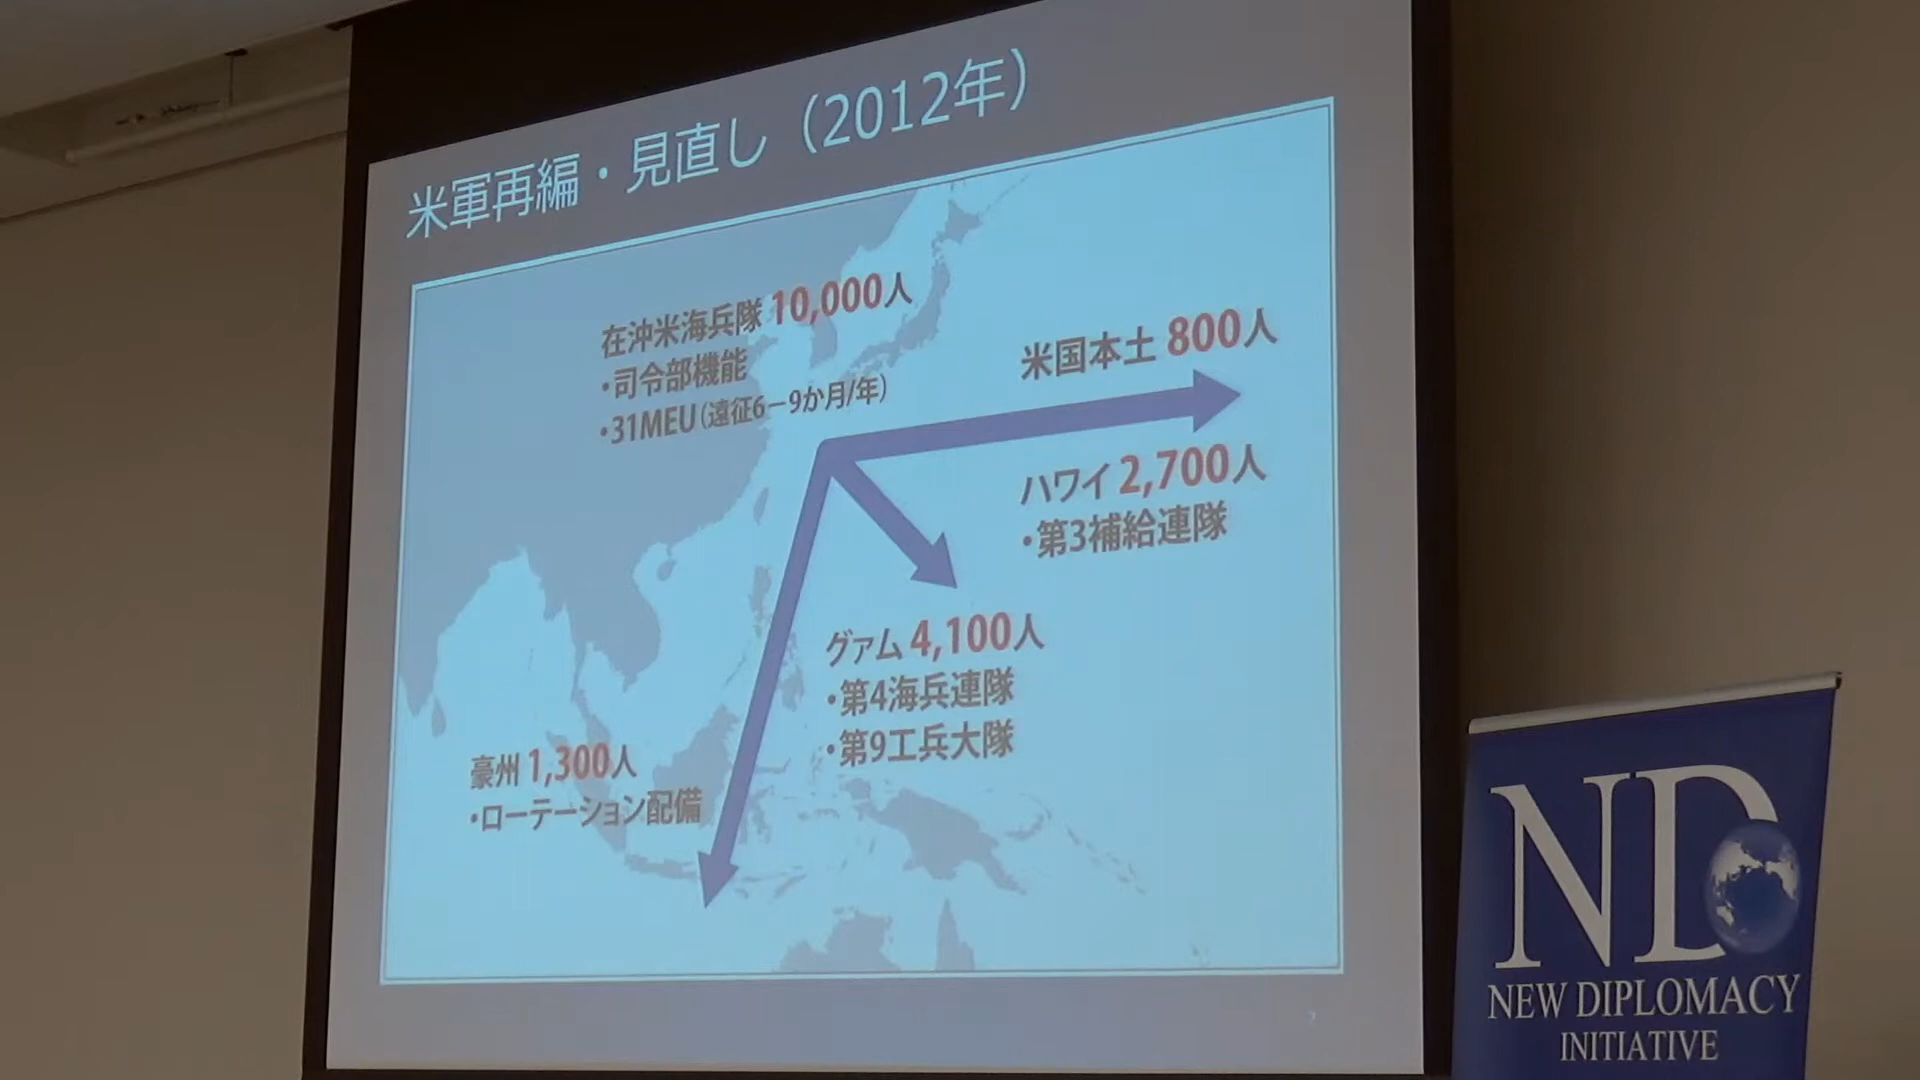 米軍再編・見直し（2012年）
在沖米海兵隊 10,000人
・司令部機能
・31MEU（遠征6－9か月/年）
米国本土 800人
ハワイ 2,700人
・第3補給連隊
グァム 4,100人
・第4海兵連隊
・第9工兵大隊
豪州 1,300人
・ローテーション配備
7
ND
NEW DIPLOMACY
INITIATIVE